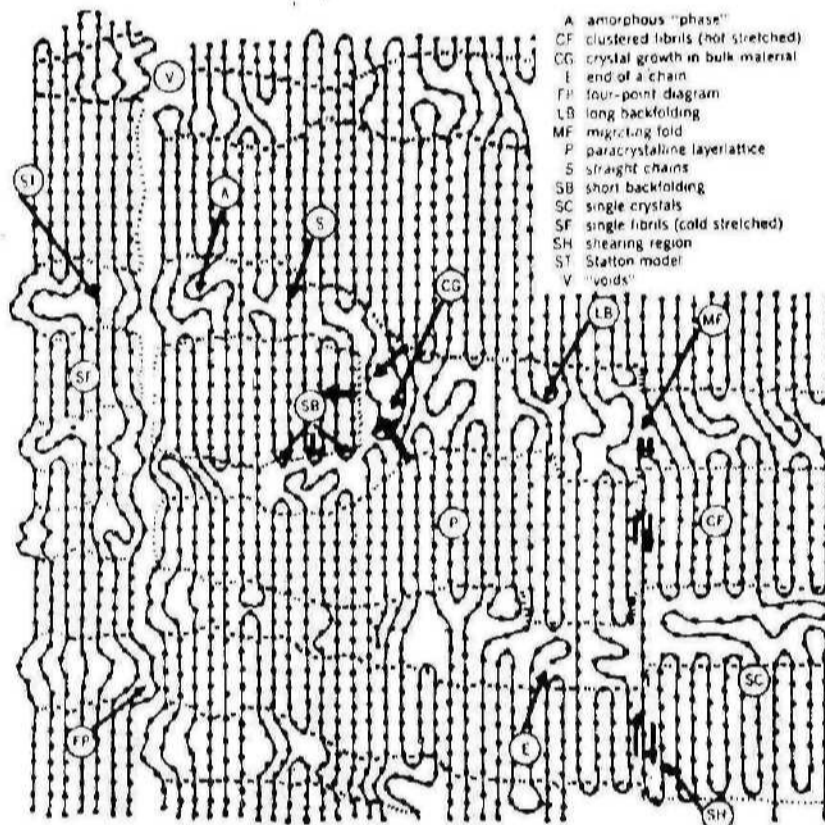 A amorphous "phase"
CF clustered fibrils (hot stretched)
CG crystal growth in bulk material
E end of a chain
FP four-point diagram
LB long backfolding
MF migrating fold
P paracrystalline layerlattice
S straight chains
SB short backfolding
SC single crystals
SF single fibrils (cold stretched)
SH shearing region
ST Statton model
V "voids"
V
ST
A
S
CG
LB
MF
SF
SB
P
CF
SC
FP
E
SH